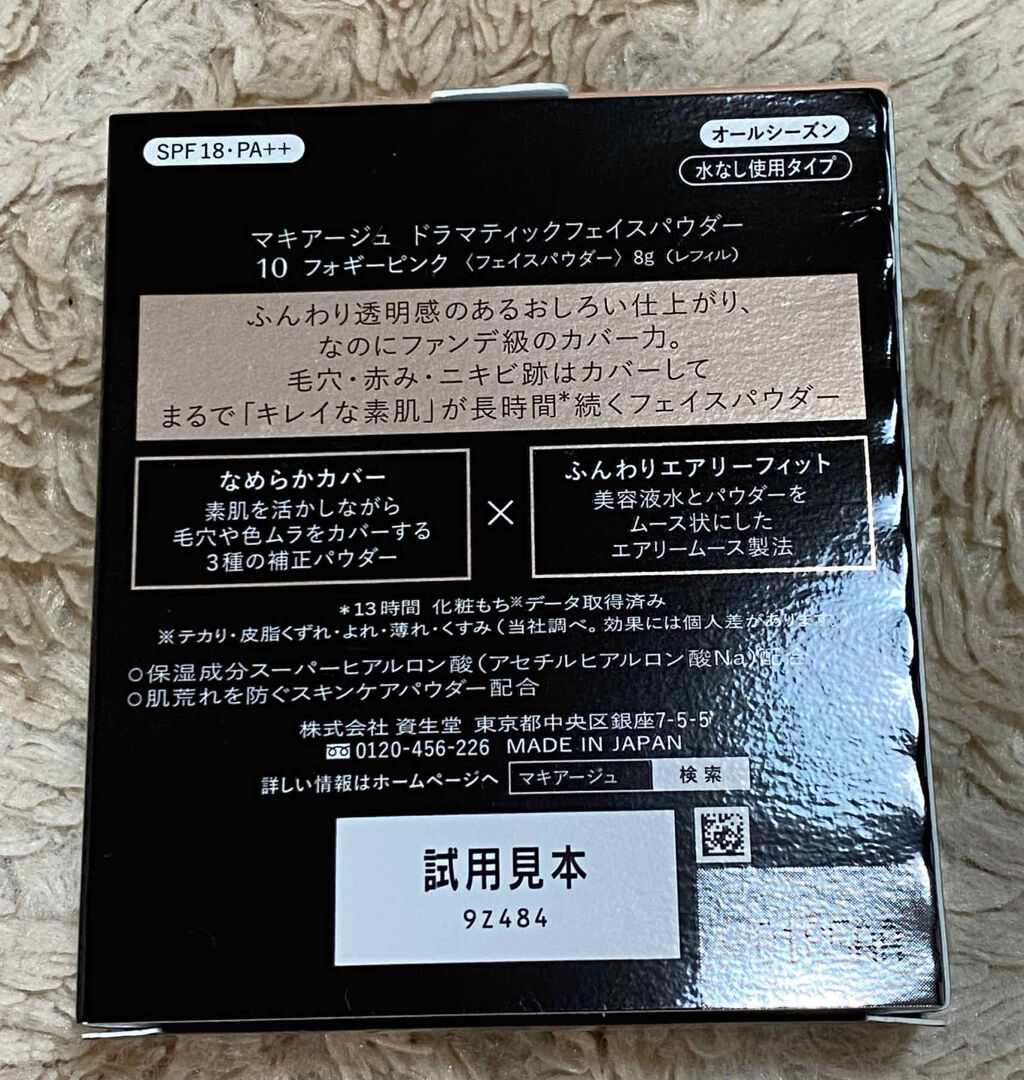 SPF18・PA++
オールシーズン
水なし使用タイプ
マキアージュ ドラマティックフェイスパウダー
10 フォギーピンク 〈フェイスパウダー〉8g（レフィル）
ふんわり透明感のあるおしろい仕上がり、
なのにファンデ級のカバー力。
毛穴・赤み・ニキビ跡はカバーして
まるで「キレイな素肌」が長時間*続くフェイスパウダー
なめらかカバー
素肌を活かしながら
毛穴や色ムラをカバーする
3種の補正パウダー
×
ふんわりエアリーフィット
美容液水とパウダーを
ムース状にした
エアリームース製法
*13時間 化粧もち※データ取得済み
※テカリ・皮脂くずれ・よれ・薄れ・くすみ（当社調べ。効果には個人差があります。）
○保湿成分スーパーヒアルロン酸（アセチルヒアルロン酸Na）配合
○肌荒れを防ぐスキンケアパウダー配合
株式会社 資生堂 東京都中央区銀座7-5-5
0120-456-226 MADE IN JAPAN
詳しい情報はホームページへ マキアージュ 検索
試用見本
9Z484